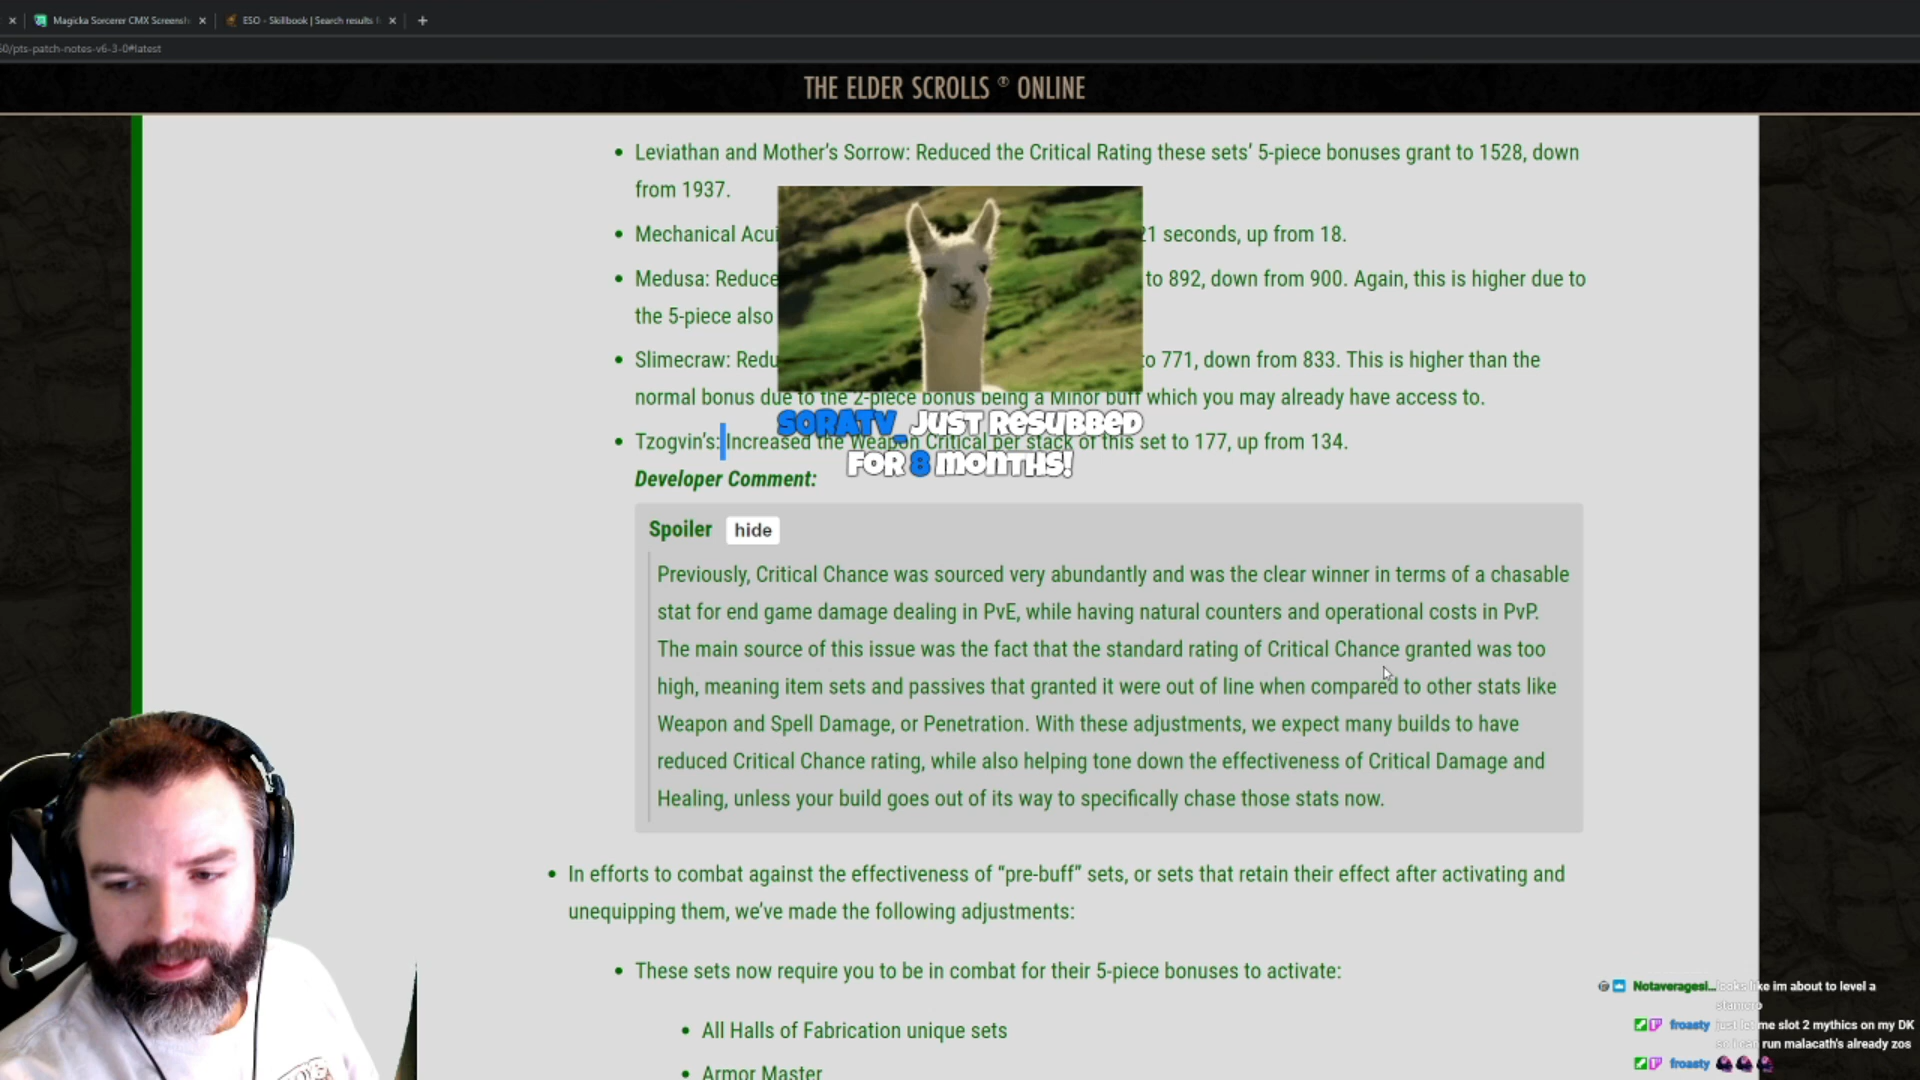 Magicka Sorcerer CMX Screensh
ESO - Skillbook | Search results f
60/pts-patch-notes-v6-3-0#latest
THE ELDER SCROLLS ® ONLINE
• Leviathan and Mother's Sorrow: Reduced the Critical Rating these sets' 5-piece bonuses grant to 1528, down
from 1937.
• Mechanical Acui 21 seconds, up from 18.
• Medusa: Reduce to 892, down from 900. Again, this is higher due to
the 5-piece also
• Slimecraw: Redu to 771, down from 833. This is higher than the
normal bonus due to the 2-piece bonus being a Minor buff which you may already have access to.
SORATV_ JUST RESUBBED
FOR 8 MONTHS!
• Tzogvin's: Increased the Weapon Critical per stack of this set to 177, up from 134.
Developer Comment:
Spoiler hide
Previously, Critical Chance was sourced very abundantly and was the clear winner in terms of a chasable
stat for end game damage dealing in PvE, while having natural counters and operational costs in PvP.
The main source of this issue was the fact that the standard rating of Critical Chance granted was too
high, meaning item sets and passives that granted it were out of line when compared to other stats like
Weapon and Spell Damage, or Penetration. With these adjustments, we expect many builds to have
reduced Critical Chance rating, while also helping tone down the effectiveness of Critical Damage and
Healing, unless your build goes out of its way to specifically chase those stats now.
• In efforts to combat against the effectiveness of “pre-buff” sets, or sets that retain their effect after activating and
unequipping them, we've made the following adjustments:
• These sets now require you to be in combat for their 5-piece bonuses to activate:
• All Halls of Fabrication unique sets
• Armor Master
Notaveragesl... looks like im about to level a
stamcro
froasty just let me slot 2 mythics on my DK
so i can run malacath's already zos
froasty